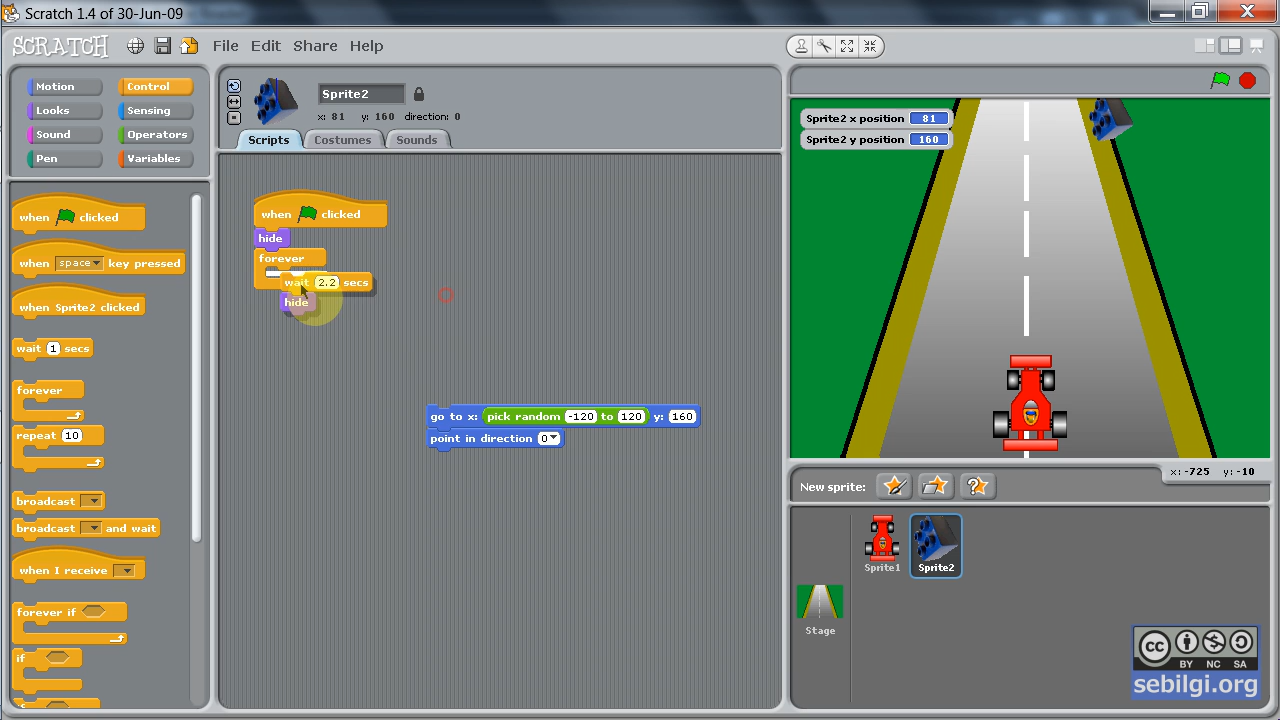 Scratch 1.4 of 30-Jun-09
SCRATCH File Edit Share Help
Motion Control
Looks Sensing
Sound Operators
Pen Variables
when clicked
when space key pressed
when Sprite2 clicked
wait 1 secs
forever
repeat 10
broadcast
broadcast and wait
when I receive
forever if
if
Sprite2
x: 81 y: 160 direction: 0
Scripts Costumes Sounds
when clicked
hide
forever
wait 2.2 secs
hide
go to x: pick random -120 to 120 y: 160
point in direction 0
Sprite2 x position 81
Sprite2 y position 160
x: -725 y: -10
New sprite:
Sprite1 Sprite2
Stage
cc
BY NC SA
sebilgi.org